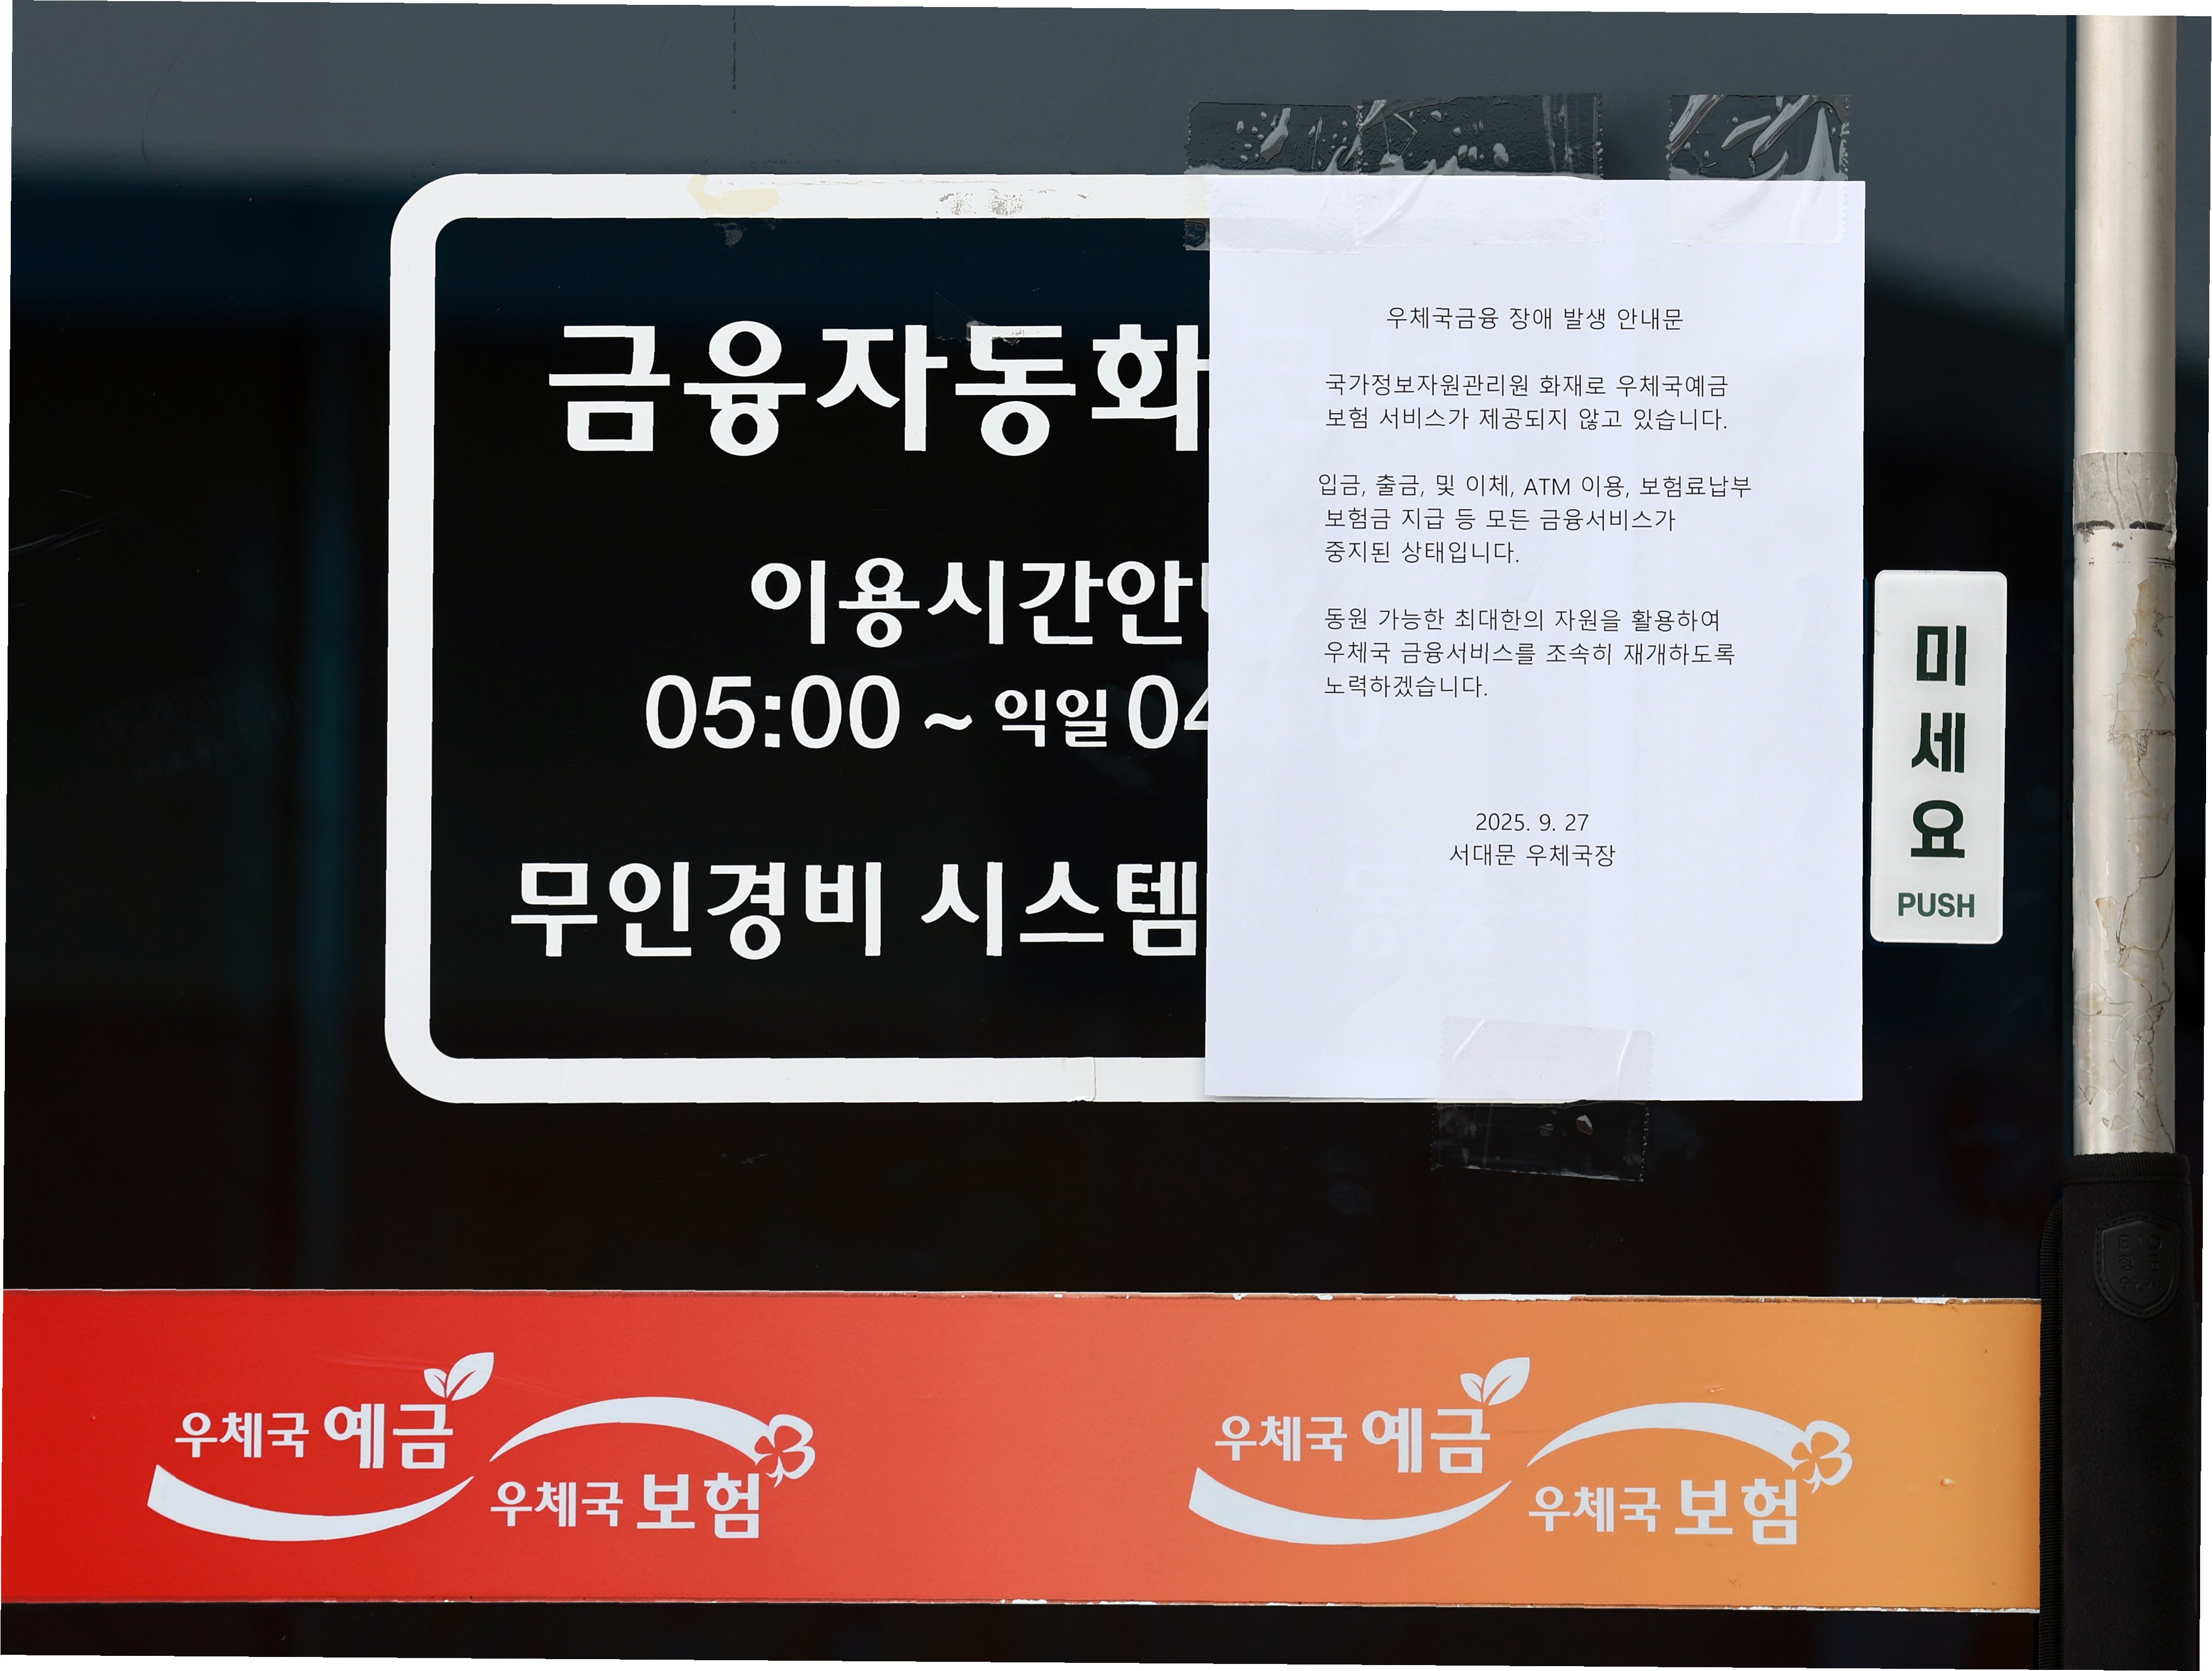 금융자동화
이용시간안
05:00 ~ 익일 04
무인경비 시스템
우체국금융 장애 발생 안내문
국가정보자원관리원 화재로 우체국예금
보험 서비스가 제공되지 않고 있습니다.
입금, 출금, 및 이체, ATM 이용, 보험료납부
보험금 지급 등 모든 금융서비스가
중지된 상태입니다.
동원 가능한 최대한의 자원을 활용하여
우체국 금융서비스를 조속히 재개하도록
노력하겠습니다.
2025. 9. 27
서대문 우체국장
미
세
요
PUSH
우체국 예금
우체국 보험
우체국 예금
우체국 보험